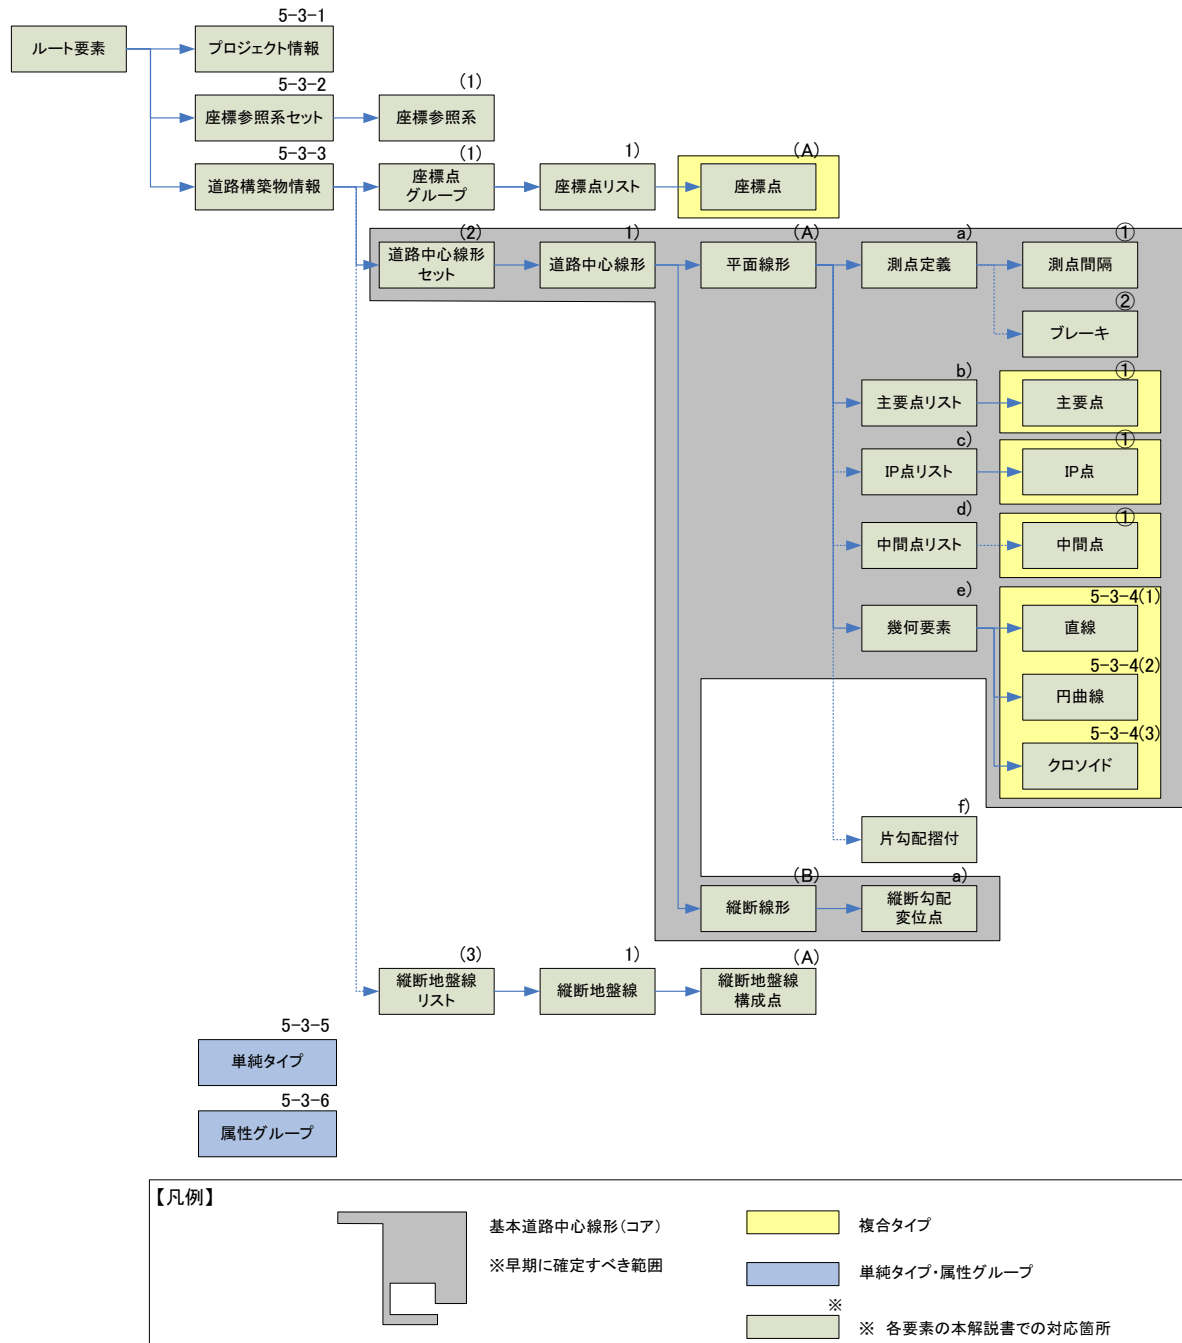 5-3-1
ルート要素
プロジェクト情報
5-3-2
(1)
座標参照系セット
座標参照系
5-3-3
(1)
1)
(A)
道路構築物情報
座標点
グループ
座標点リスト
座標点
(2)
1)
(A)
a)
①
道路中心線形
セット
道路中心線形
平面線形
測点定義
測点間隔
②
ブレーキ
b)
①
主要点リスト
主要点
c)
①
IP点リスト
IP点
d)
①
中間点リスト
中間点
e)
5-3-4(1)
幾何要素
直線
5-3-4(2)
円曲線
5-3-4(3)
クロソイド
f)
片勾配摺付
(B)
a)
縦断線形
縦断勾配
変位点
(3)
1)
(A)
縦断地盤線
リスト
縦断地盤線
縦断地盤線
構成点
5-3-5
単純タイプ
5-3-6
属性グループ
【凡例】
基本道路中心線形(コア)
※早期に確定すべき範囲
複合タイプ
単純タイプ・属性グループ
※
※ 各要素の本解説書での対応箇所